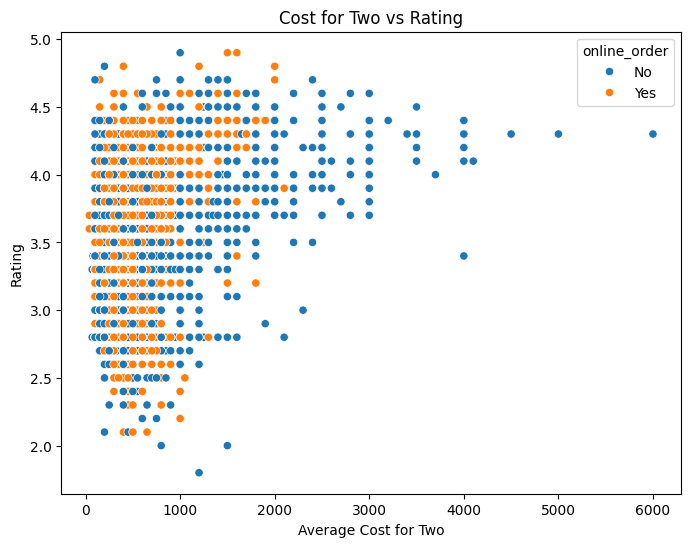 Cost for Two vs Rating
online_order
No
Yes
5.0
4.5
4.0
3.5
3.0
2.5
2.0
Rating
0 1000 2000 3000 4000 5000 6000
Average Cost for Two